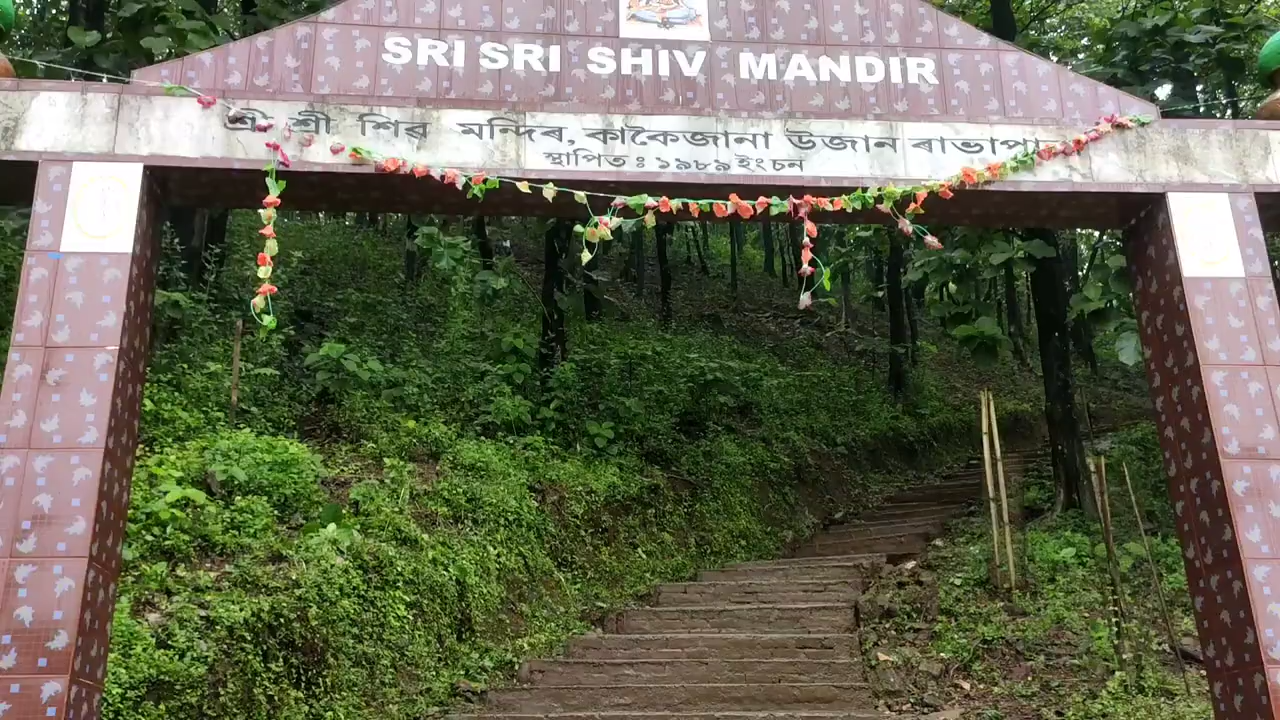 SRI SRI SHIV MANDIR
শ্ৰী শ্ৰী শিৱ মন্দিৰ, কাকৈজানা উজান ৰাভাপাৰা
স্থাপিত ঃ ১৯৮৯ ইং চন